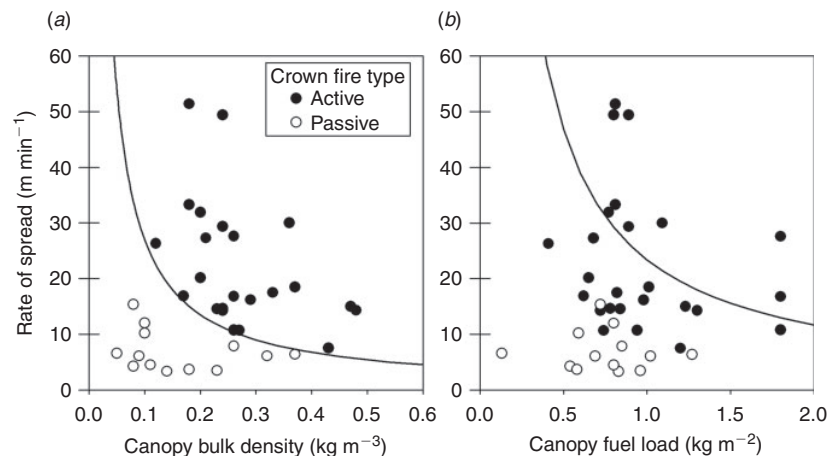 (a)
(b)
60
50
40
30
20
10
0
Rate of spread (m min−1)
Crown fire type
Active
Passive
0.0 0.1 0.2 0.3 0.4 0.5 0.6
Canopy bulk density (kg m−3)
60
50
40
30
20
10
0
0.0 0.5 1.0 1.5 2.0
Canopy fuel load (kg m−2)